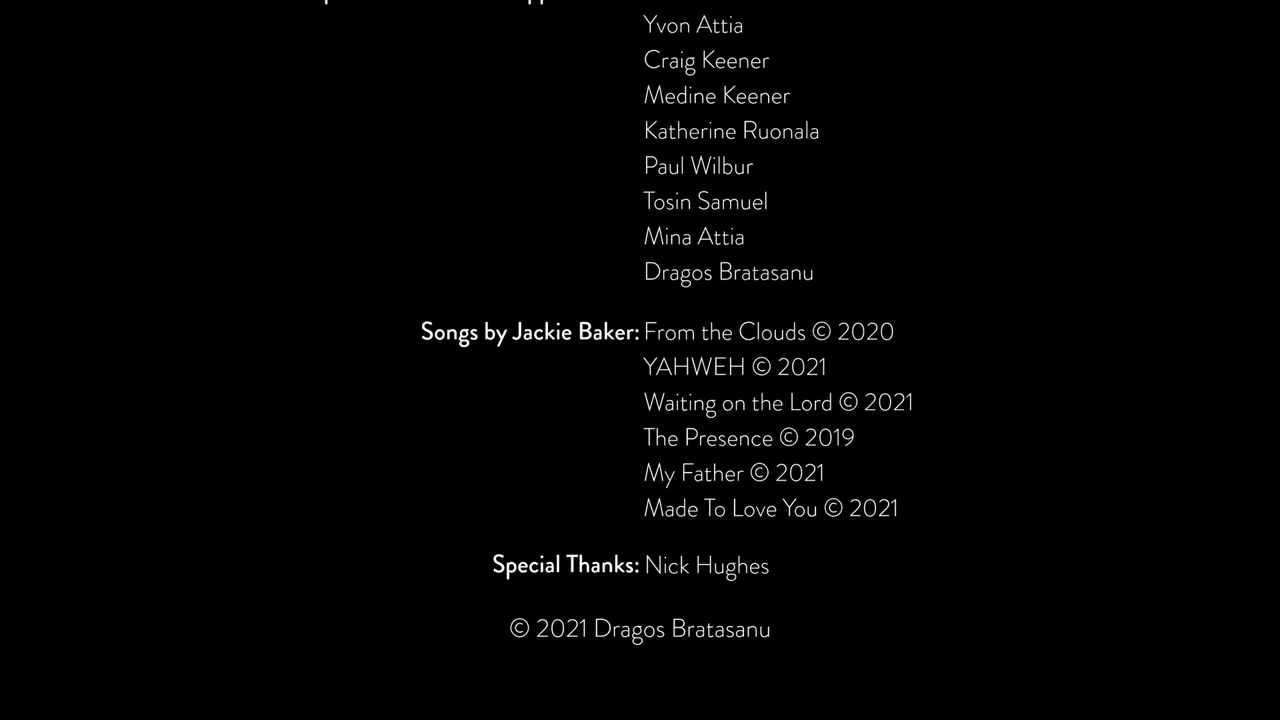 Yvon Attia
Craig Keener
Medine Keener
Katherine Ruonala
Paul Wilbur
Tosin Samuel
Mina Attia
Dragos Bratasanu
Songs by Jackie Baker: From the Clouds © 2020
YAHWEH © 2021
Waiting on the Lord © 2021
The Presence © 2019
My Father © 2021
Made To Love You © 2021
Special Thanks: Nick Hughes
© 2021 Dragos Bratasanu